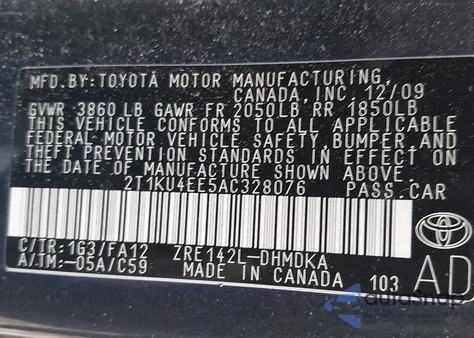 MFD.BY:TOYOTA MOTOR MANUFACTURING,
CANADA,INC. 12/09
GVWR 3860 LB GAWR FR 2050LB RR 1850LB
THIS VEHICLE CONFORMS TO ALL APPLICABLE
FEDERAL MOTOR VEHICLE SAFETY,BUMPER,AND
THEFT PREVENTION STANDARDS IN EFFECT ON
THE DATE OF MANUFACTURE SHOWN ABOVE.
2T1KU4EE5AC328076 PASS.CAR
C/TR:1G3/FA12 ZRE142L-DHMDKA
A/TM:-05A/C59 MADE IN CANADA 103
TOYOTA
AD
AutoShop